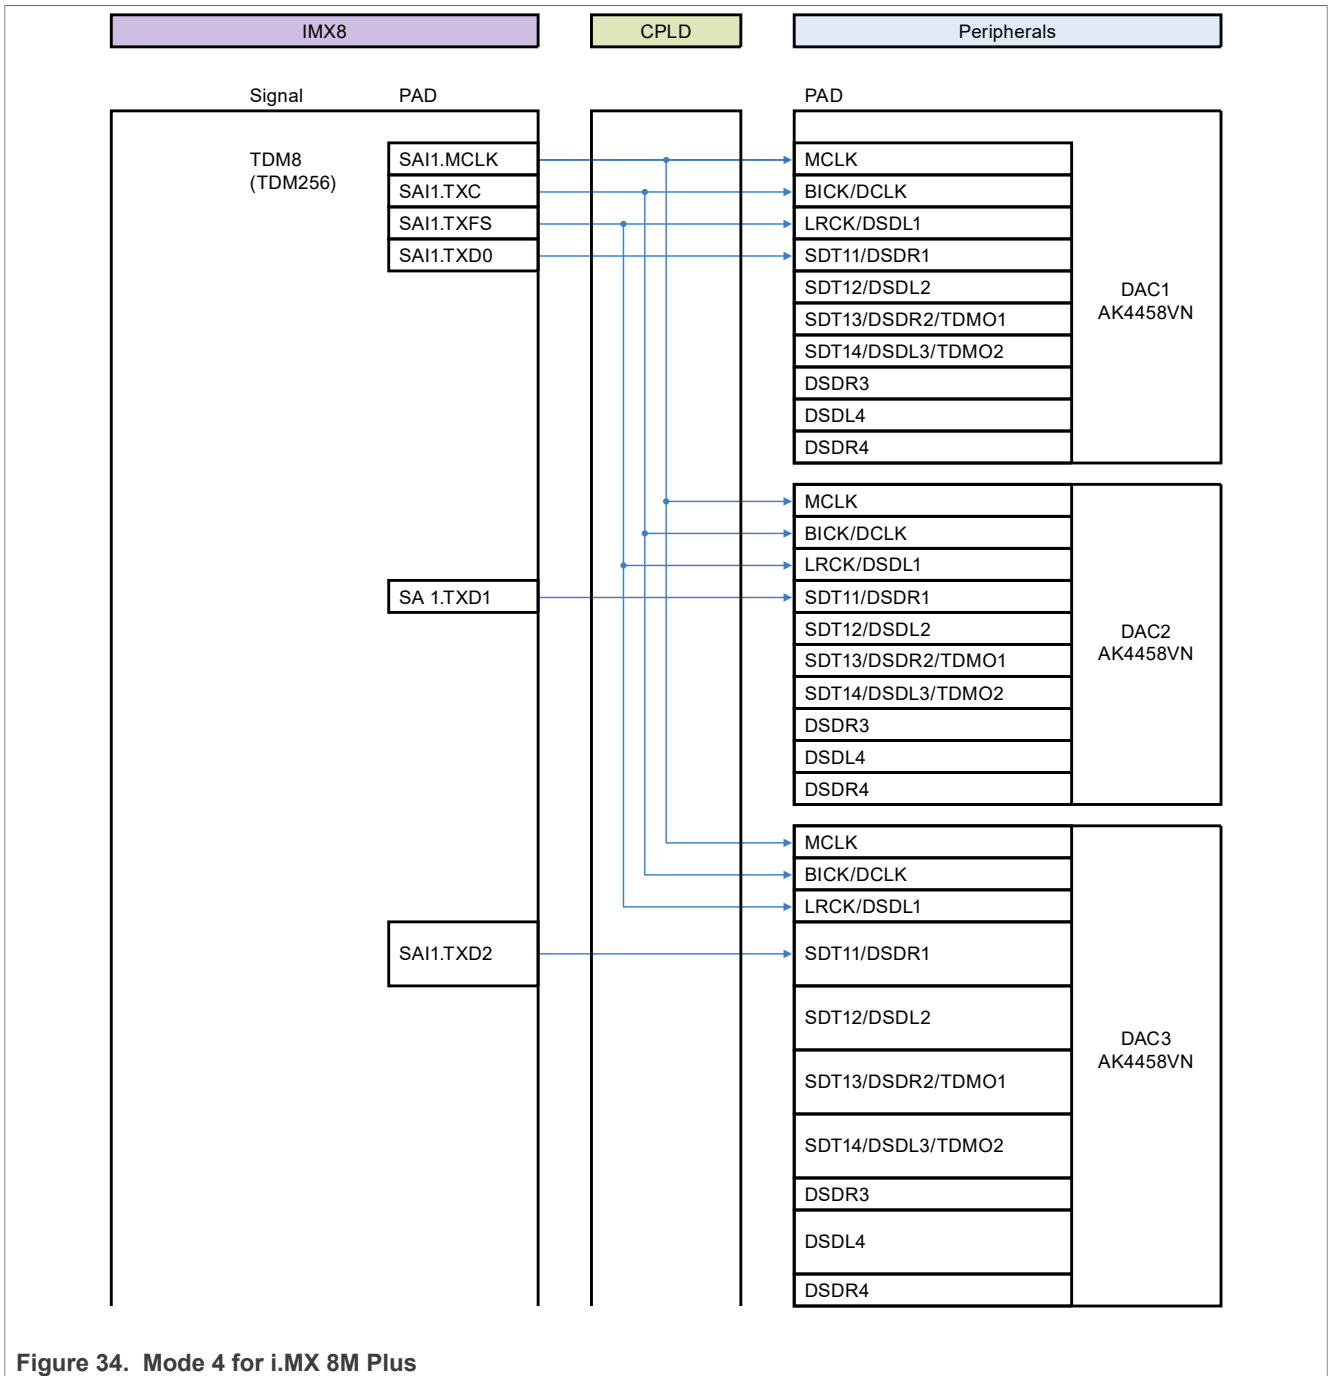 IMX8
CPLD
Peripherals
Signal
PAD
PAD
TDM8
(TDM256)
SAI1.MCLK
SAI1.TXC
SAI1.TXFS
SAI1.TXD0
MCLK
BICK/DCLK
LRCK/DSDL1
SDT11/DSDR1
SDT12/DSDL2
SDT13/DSDR2/TDMO1
SDT14/DSDL3/TDMO2
DSDR3
DSDL4
DSDR4
DAC1
AK4458VN
SA 1.TXD1
MCLK
BICK/DCLK
LRCK/DSDL1
SDT11/DSDR1
SDT12/DSDL2
SDT13/DSDR2/TDMO1
SDT14/DSDL3/TDMO2
DSDR3
DSDL4
DSDR4
DAC2
AK4458VN
SAI1.TXD2
MCLK
BICK/DCLK
LRCK/DSDL1
SDT11/DSDR1
SDT12/DSDL2
SDT13/DSDR2/TDMO1
SDT14/DSDL3/TDMO2
DSDR3
DSDL4
DSDR4
DAC3
AK4458VN
Figure 34. Mode 4 for i.MX 8M Plus